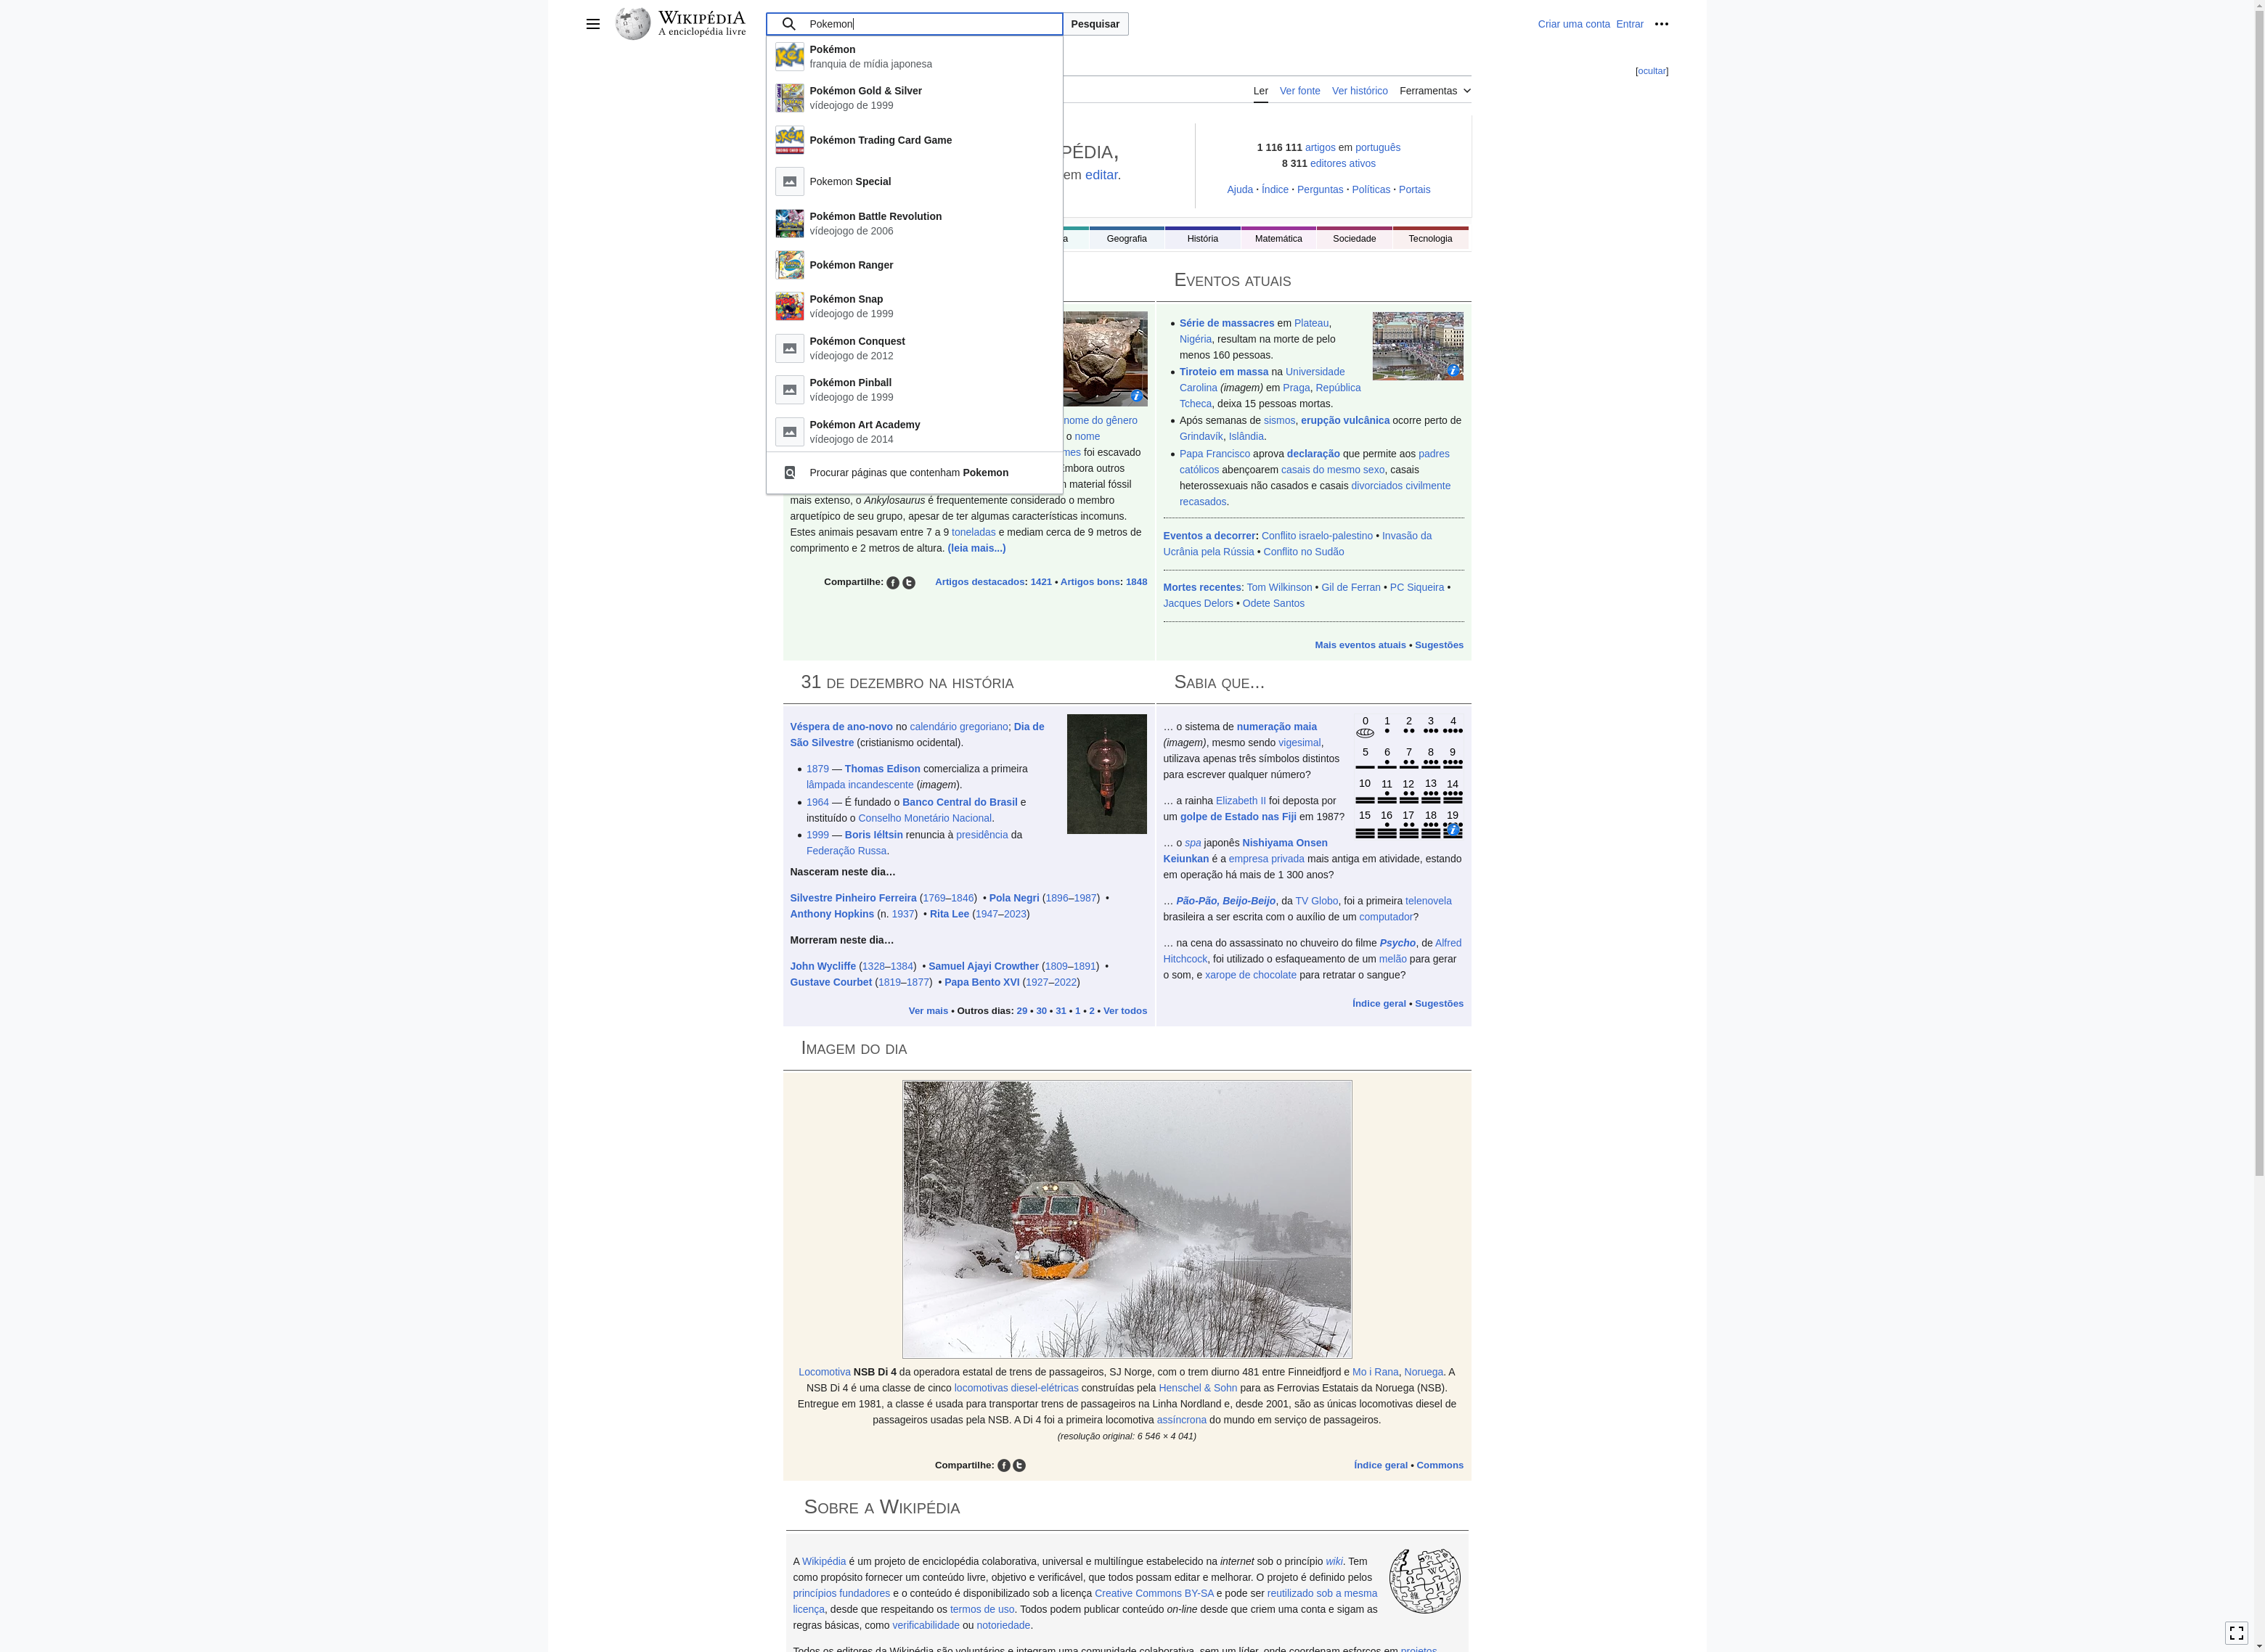 WIKIPÉDIA
A enciclopédia livre
Pokemon
Pesquisar
Criar uma conta Entrar
Pokémon
franquia de mídia japonesa
Pokémon Gold & Silver
vídeojogo de 1999
Pokémon Trading Card Game
Pokemon Special
Pokémon Battle Revolution
vídeojogo de 2006
Pokémon Ranger
Pokémon Snap
vídeojogo de 1999
Pokémon Conquest
vídeojogo de 2012
Pokémon Pinball
vídeojogo de 1999
Pokémon Art Academy
vídeojogo de 2014
Procurar páginas que contenham Pokemon
[ocultar]
Ler Ver fonte Ver histórico Ferramentas
PÉDIA,
em editar.
1 116 111 artigos em português
8 311 editores ativos
Ajuda · Índice · Perguntas · Políticas · Portais
a Geografia História Matemática Sociedade Tecnologia
nome do gênero
o nome
mes foi escavado
Embora outros
material fóssil
mais extenso, o Ankylosaurus é frequentemente considerado o membro
arquetípico de seu grupo, apesar de ter algumas características incomuns.
Estes animais pesavam entre 7 a 9 toneladas e mediam cerca de 9 metros de
comprimento e 2 metros de altura. (leia mais...)
Compartilhe: Artigos destacados: 1421 • Artigos bons: 1848
Eventos atuais
Série de massacres em Plateau,
Nigéria, resultam na morte de pelo
menos 160 pessoas.
Tiroteio em massa na Universidade
Carolina (imagem) em Praga, República
Tcheca, deixa 15 pessoas mortas.
Após semanas de sismos, erupção vulcânica ocorre perto de
Grindavík, Islândia.
Papa Francisco aprova declaração que permite aos padres
católicos abençoarem casais do mesmo sexo, casais
heterossexuais não casados e casais divorciados civilmente
recasados.
Eventos a decorrer: Conflito israelo-palestino • Invasão da
Ucrânia pela Rússia • Conflito no Sudão
Mortes recentes: Tom Wilkinson • Gil de Ferran • PC Siqueira •
Jacques Delors • Odete Santos
Mais eventos atuais • Sugestões
31 de dezembro na história
Véspera de ano-novo no calendário gregoriano; Dia de
São Silvestre (cristianismo ocidental).
1879 — Thomas Edison comercializa a primeira
lâmpada incandescente (imagem).
1964 — É fundado o Banco Central do Brasil e
instituído o Conselho Monetário Nacional.
1999 — Boris Iéltsin renuncia à presidência da
Federação Russa.
Nasceram neste dia…
Silvestre Pinheiro Ferreira (1769–1846) • Pola Negri (1896–1987) •
Anthony Hopkins (n. 1937) • Rita Lee (1947–2023)
Morreram neste dia…
John Wycliffe (1328–1384) • Samuel Ajayi Crowther (1809–1891) •
Gustave Courbet (1819–1877) • Papa Bento XVI (1927–2022)
Ver mais • Outros dias: 29 • 30 • 31 • 1 • 2 • Ver todos
Sabia que...
… o sistema de numeração maia
(imagem), mesmo sendo vigesimal,
utilizava apenas três símbolos distintos
para escrever qualquer número?
… a rainha Elizabeth II foi deposta por
um golpe de Estado nas Fiji em 1987?
… o spa japonês Nishiyama Onsen
Keiunkan é a empresa privada mais antiga em atividade, estando
em operação há mais de 1 300 anos?
… Pão-Pão, Beijo-Beijo, da TV Globo, foi a primeira telenovela
brasileira a ser escrita com o auxílio de um computador?
… na cena do assassinato no chuveiro do filme Psycho, de Alfred
Hitchcock, foi utilizado o esfaqueamento de um melão para gerar
o som, e xarope de chocolate para retratar o sangue?
0 1 2 3 4
5 6 7 8 9
10 11 12 13 14
15 16 17 18 19
Índice geral • Sugestões
Imagem do dia
Locomotiva NSB Di 4 da operadora estatal de trens de passageiros, SJ Norge, com o trem diurno 481 entre Finneidfjord e Mo i Rana, Noruega. A
NSB Di 4 é uma classe de cinco locomotivas diesel-elétricas construídas pela Henschel & Sohn para as Ferrovias Estatais da Noruega (NSB).
Entregue em 1981, a classe é usada para transportar trens de passageiros na Linha Nordland e, desde 2001, são as únicas locomotivas diesel de
passageiros usadas pela NSB. A Di 4 foi a primeira locomotiva assíncrona do mundo em serviço de passageiros.
(resolução original: 6 546 × 4 041)
Compartilhe: Índice geral • Commons
Sobre a Wikipédia
A Wikipédia é um projeto de enciclopédia colaborativa, universal e multilíngue estabelecido na internet sob o princípio wiki. Tem
como propósito fornecer um conteúdo livre, objetivo e verificável, que todos possam editar e melhorar. O projeto é definido pelos
princípios fundadores e o conteúdo é disponibilizado sob a licença Creative Commons BY-SA e pode ser reutilizado sob a mesma
licença, desde que respeitando os termos de uso. Todos podem publicar conteúdo on-line desde que criem uma conta e sigam as
regras básicas, como verificabilidade ou notoriedade.
Todos os editores da Wikipédia são voluntários e integram uma comunidade colaborativa, sem um líder, onde coordenam esforços em projetos